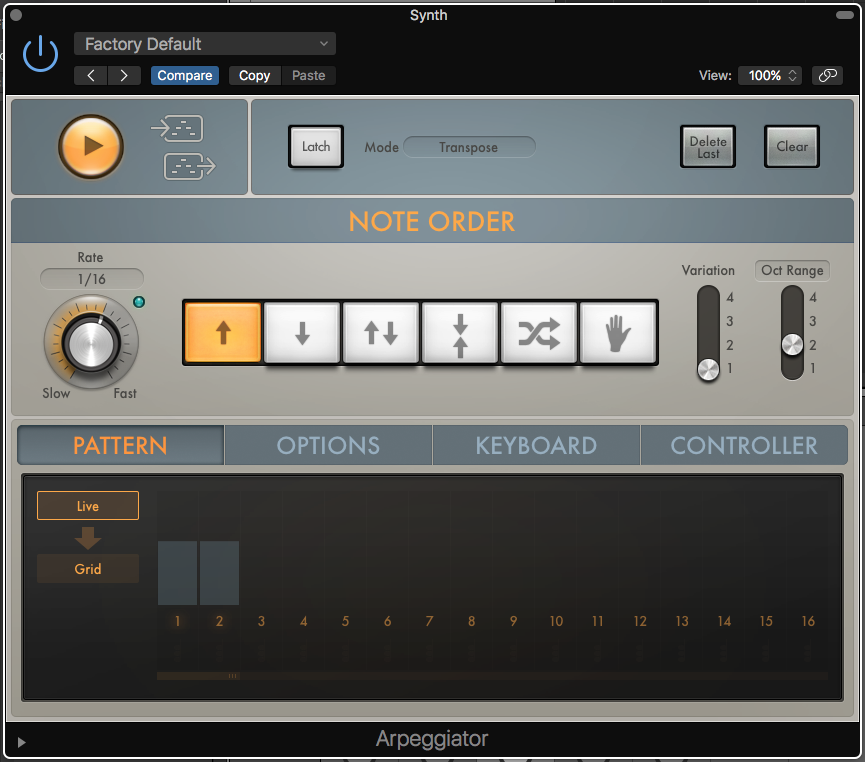 Synth
Factory Default
Compare Copy Paste View: 100%
Latch Mode Transpose Delete Last Clear
NOTE ORDER
Rate
1/16
Slow Fast
Variation Oct Range
4 4
3 3
2 2
1 1
PATTERN OPTIONS KEYBOARD CONTROLLER
Live
Grid
1 2 3 4 5 6 7 8 9 10 11 12 13 14 15 16
Arpeggiator